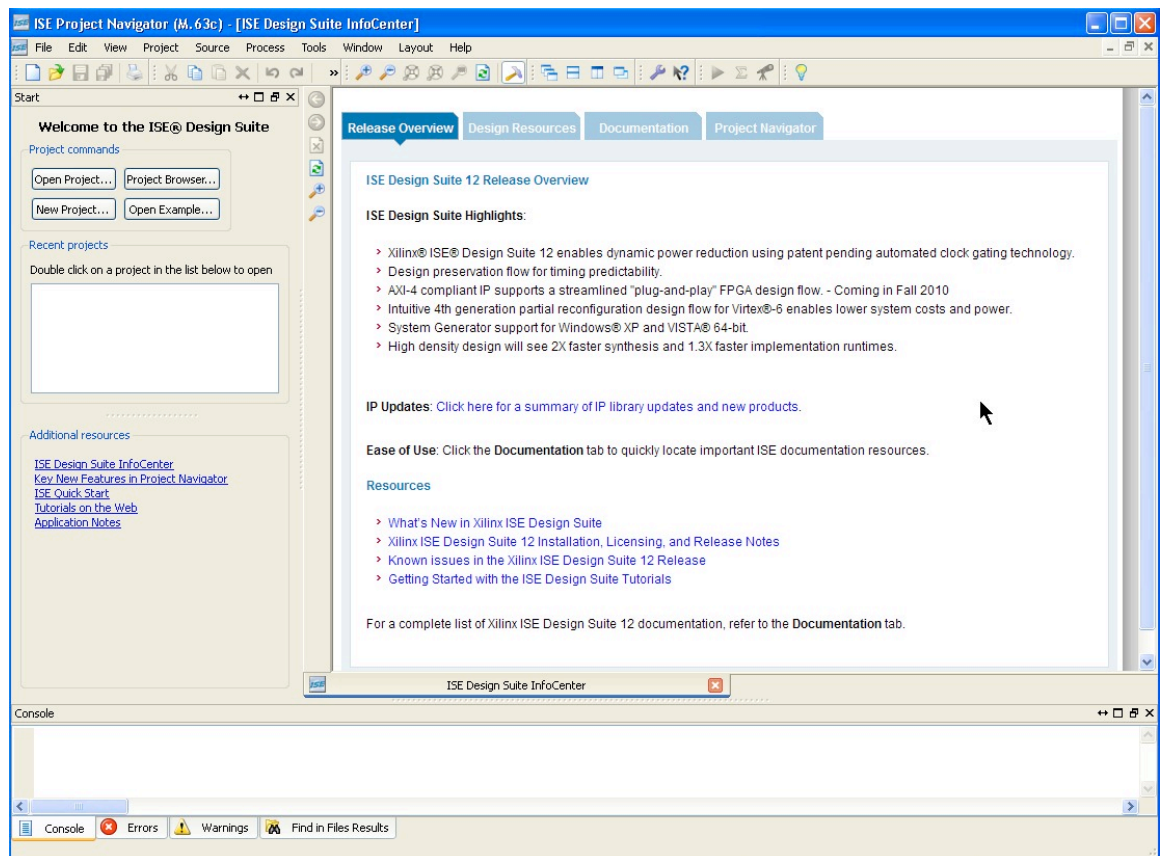 ISE Project Navigator (M.63c) - [ISE Design Suite InfoCenter]
File Edit View Project Source Process Tools Window Layout Help
Start
Welcome to the ISE® Design Suite
Project commands
Open Project... Project Browser...
New Project... Open Example...
Recent projects
Double click on a project in the list below to open
Additional resources
ISE Design Suite InfoCenter
Key New Features in Project Navigator
ISE Quick Start
Tutorials on the Web
Application Notes
Release Overview Design Resources Documentation Project Navigator
ISE Design Suite 12 Release Overview
ISE Design Suite Highlights:
> Xilinx® ISE® Design Suite 12 enables dynamic power reduction using patent pending automated clock gating technology.
> Design preservation flow for timing predictability.
> AXI-4 compliant IP supports a streamlined "plug-and-play" FPGA design flow. - Coming in Fall 2010
> Intuitive 4th generation partial reconfiguration design flow for Virtex®-6 enables lower system costs and power.
> System Generator support for Windows® XP and VISTA® 64-bit.
> High density design will see 2X faster synthesis and 1.3X faster implementation runtimes.
IP Updates: Click here for a summary of IP library updates and new products.
Ease of Use: Click the Documentation tab to quickly locate important ISE documentation resources.
Resources
> What's New in Xilinx ISE Design Suite
> Xilinx ISE Design Suite 12 Installation, Licensing, and Release Notes
> Known issues in the Xilinx ISE Design Suite 12 Release
> Getting Started with the ISE Design Suite Tutorials
For a complete list of Xilinx ISE Design Suite 12 documentation, refer to the Documentation tab.
ISE Design Suite InfoCenter
Console
Console Errors Warnings Find in Files Results